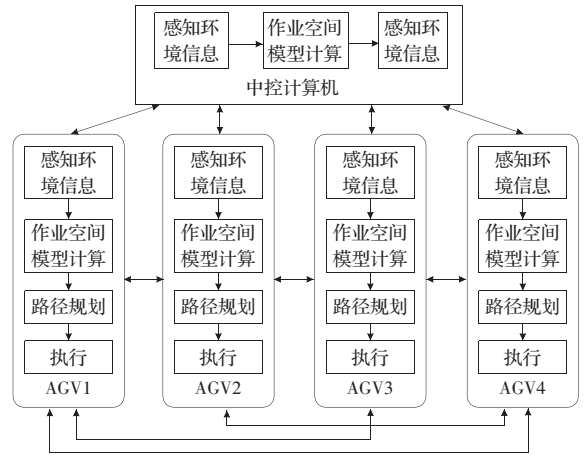 感知环
境信息
作业空间
模型计算
感知环
境信息
中控计算机
感知环
境信息
作业空间
模型计算
路径规划
执行
AGV1
感知环
境信息
作业空间
模型计算
路径规划
执行
AGV2
感知环
境信息
作业空间
模型计算
路径规划
执行
AGV3
感知环
境信息
作业空间
模型计算
路径规划
执行
AGV4